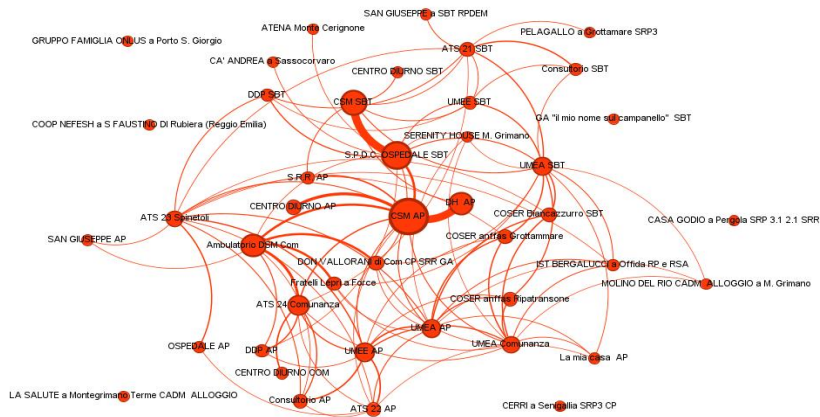 SAN GIUSEPPE a SBT RPDEM
ATENA Monte Cerignone
PELAGALLO a Grottamare SRP3
GRUPPO FAMIGLIA ONLUS a Porto S. Giorgio
ATS 21 SBT
CA' ANDREA a Sassocorvaro
CENTRO DIURNO SBT
Consultorio SBT
DDP SBT
CSM SBT
UMEE SBT
GA "il mio nome sul campanello" SBT
COOP NEFESH a S FAUSTINO DI Rubiera (Reggio Emilia)
SERENITY HOUSE M. Grimano
S.P.D.C. OSPEDALE SBT
UMEA SBT
S.R.R AP
CENTRO DIURNO AP
DH AP
CSM AP
COSER Biancazzurro SBT
ATS 23 Spinetoli
CASA GODIO a Pergola SRP 3.1 2.1 SRR
SAN GIUSEPPE AP
Ambulatorio DSM Com
COSER anffas Grottammare
DON VALLORANI di Com CP SRR GA
IST BERGALUCCI a Offida RP e RSA
Fratelli Lepri a Force
MOLINO DEL RIO CADM ALLOGGIO a M. Grimano
ATS 24 Comunanza
COSER anffas Ripatransone
UMEA AP
OSPEDALE AP
DDP AP
UMEE AP
UMEA Comunanza
La mia casa AP
CENTRO DIURNO COM
LA SALUTE a Montegrimano Terme CADM ALLOGGIO
Consultorio AP
ATS 22 AP
CERRI a Senigallia SRP3 CP